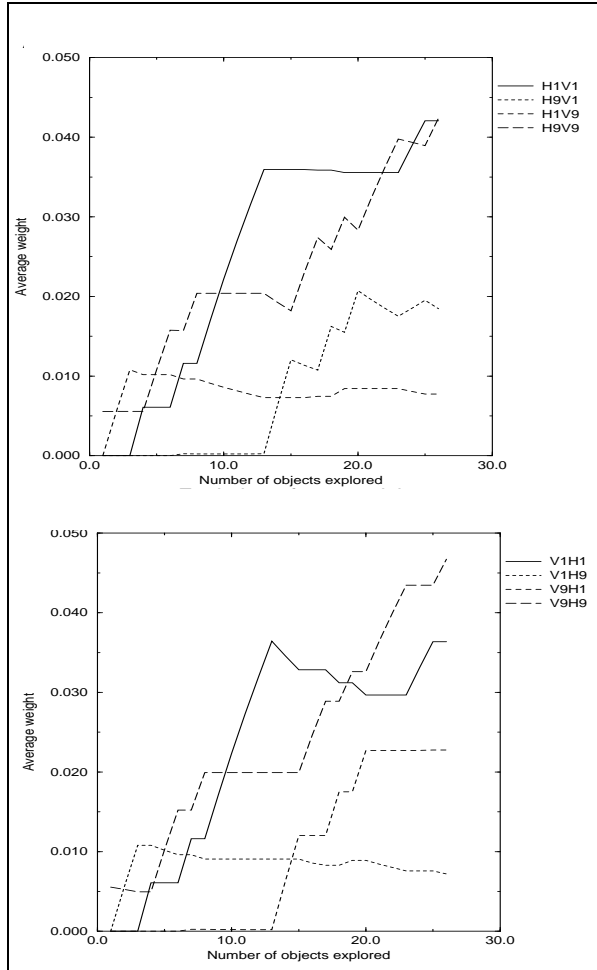 0.050
0.040
0.030
0.020
0.010
0.000
Average weight
0.0 10.0 20.0 30.0
Number of objects explored
H1V1
H9V1
H1V9
H9V9
0.050
0.040
0.030
0.020
0.010
0.000
Average weight
0.0 10.0 20.0 30.0
Number of objects explored
V1H1
V1H9
V9H1
V9H9